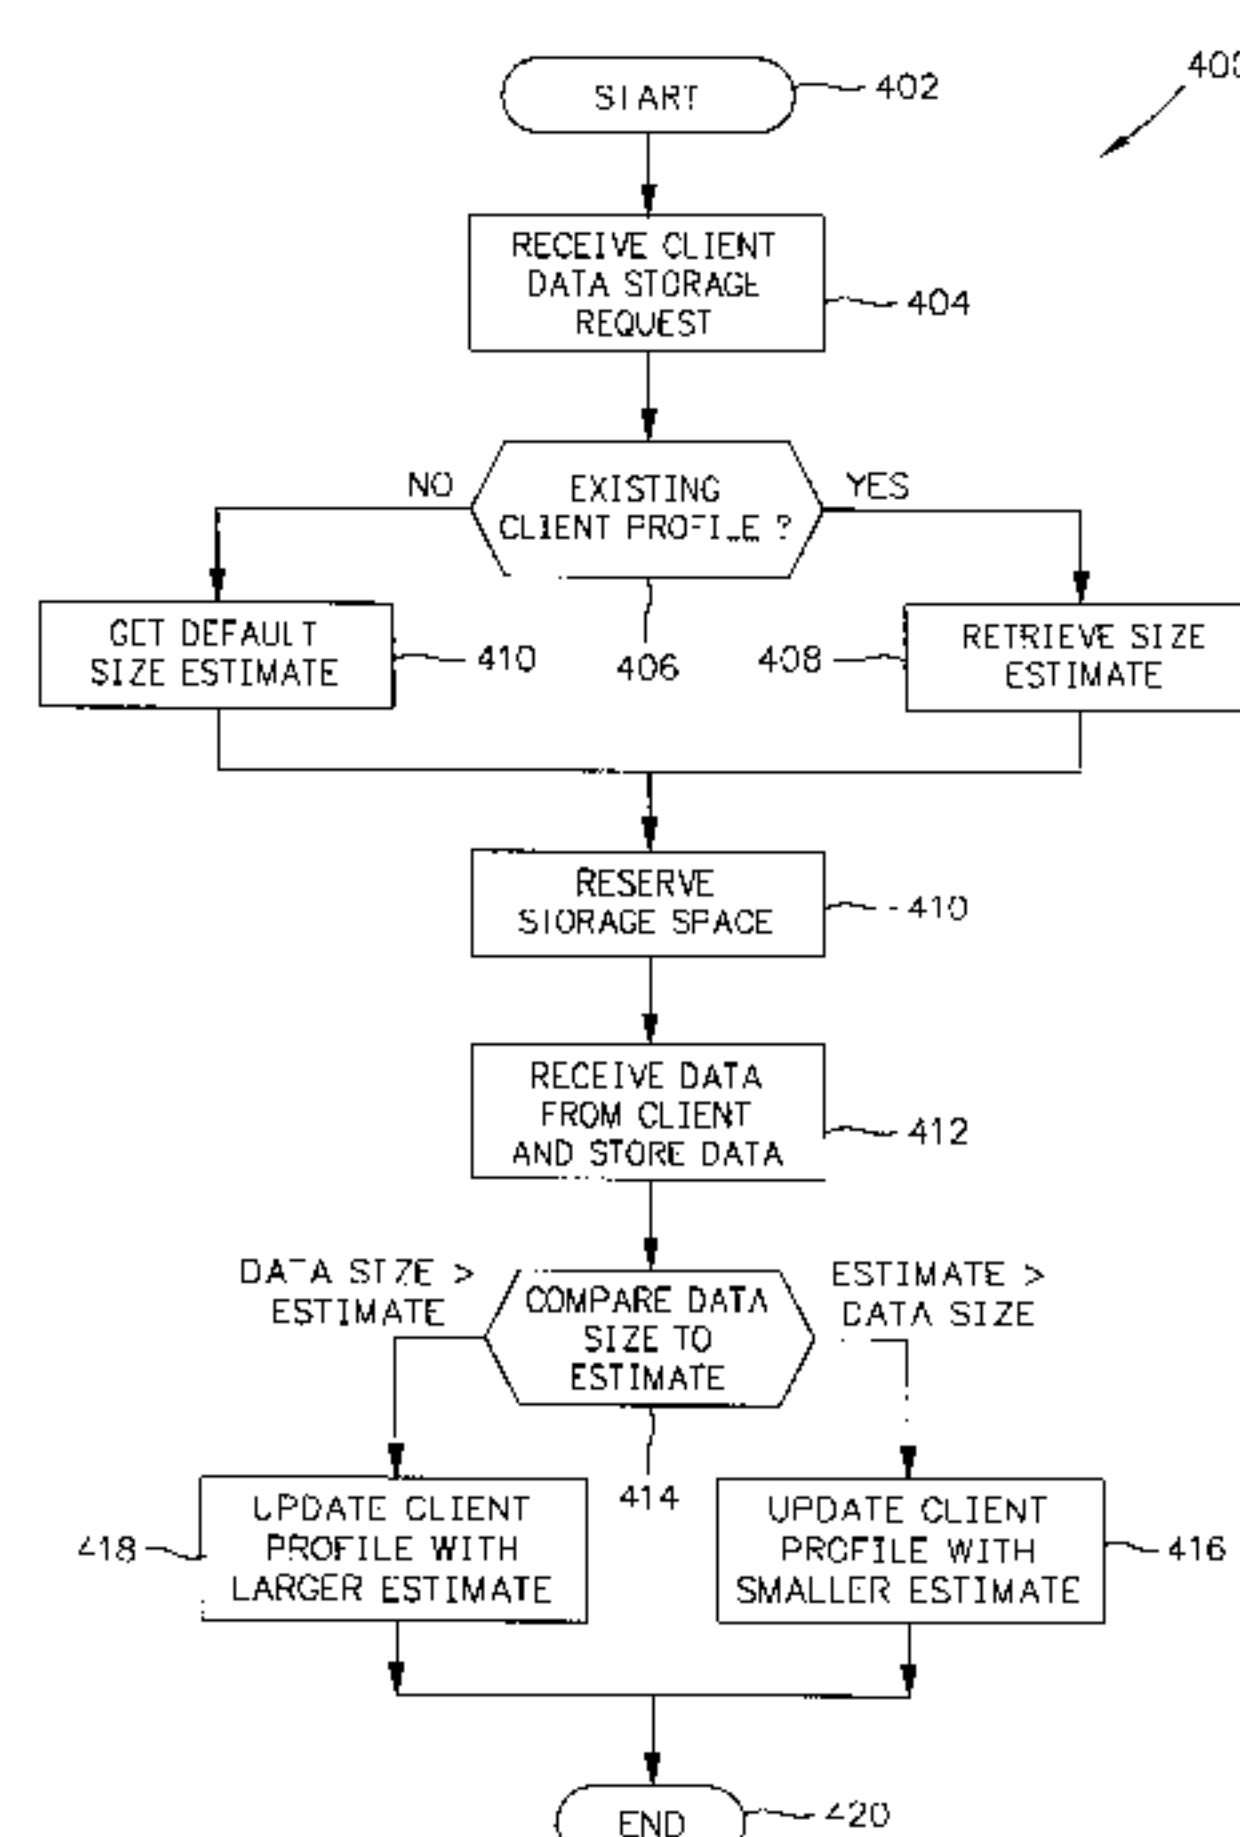 400
START
402
RECEIVE CLIENT
DATA STORAGE
REQUEST
404
NO
EXISTING
CLIENT PROFILE ?
YES
406
GET DEFAULT
SIZE ESTIMATE
410
408
RETRIEVE SIZE
ESTIMATE
RESERVE
STORAGE SPACE
410
RECEIVE DATA
FROM CLIENT
AND STORE DATA
412
DATA SIZE >
ESTIMATE
COMPARE DATA
SIZE TO
ESTIMATE
ESTIMATE >
DATA SIZE
414
418
UPDATE CLIENT
PROFILE WITH
LARGER ESTIMATE
UPDATE CLIENT
PROFILE WITH
SMALLER ESTIMATE
416
END
420